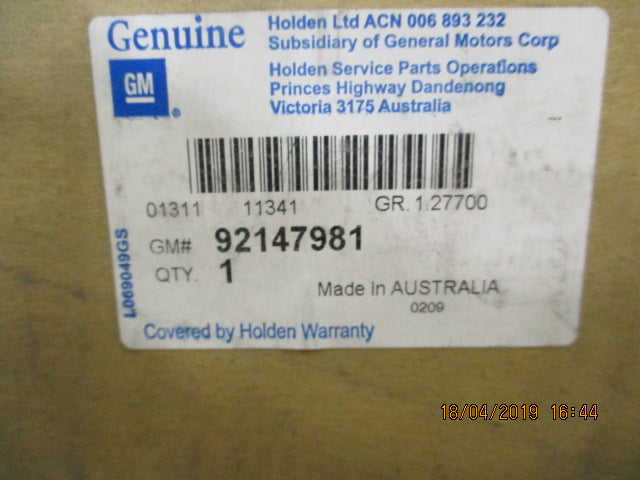 Genuine
Holden Ltd ACN 006 893 232
Subsidiary of General Motors Corp
GM®
Holden Service Parts Operations
Princes Highway Dandenong
Victoria 3175 Australia
01311 11341 GR. 1.27700
GM# 92147981
QTY. 1
Made In AUSTRALIA
0209
L069049GS
Covered by Holden Warranty
18/04/2019 16:44